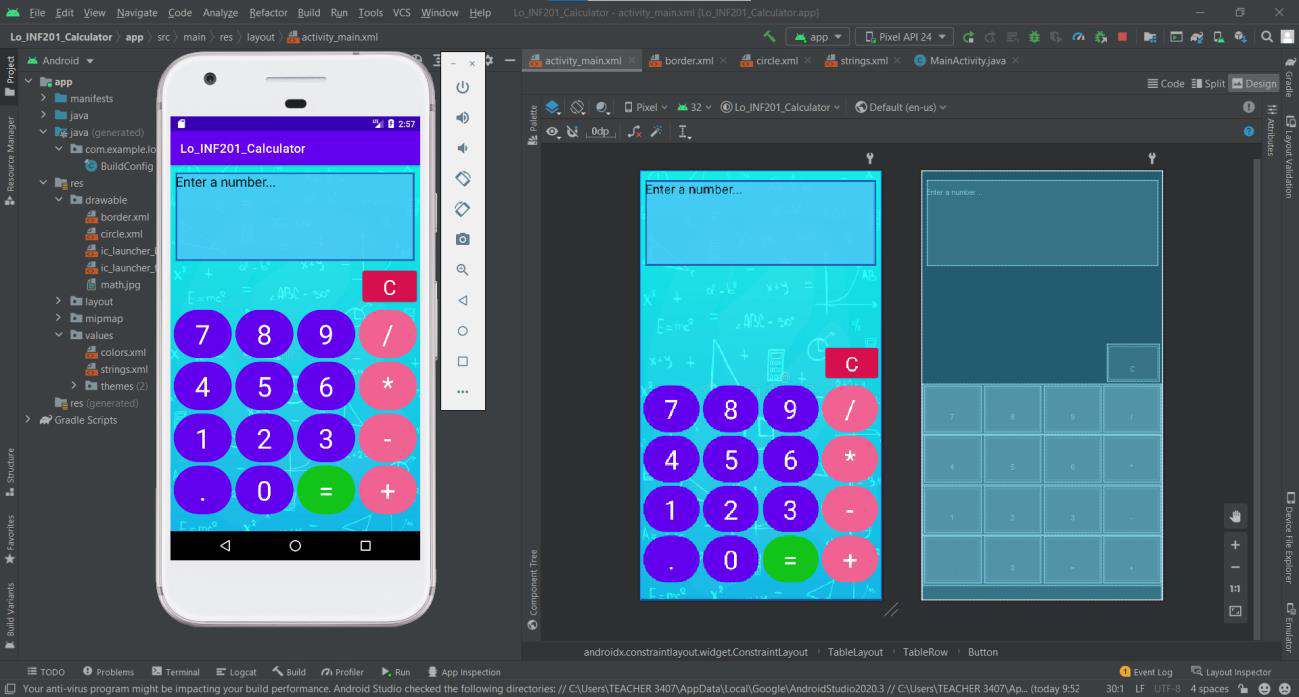 File Edit View Navigate Code Analyze Refactor Build Run Tools VCS Window Help Lo_INF201_Calculator - activity_main.xml [Lo_INF201_Calculator.app]
Lo_INF201_Calculator app src main res layout activity_main.xml app Pixel API 24
Project
Resource Manager
Structure
Favorites
Build Variants
Android
app
manifests
java
java (generated)
com.example.lo
BuildConfig
res
drawable
border.xml
circle.xml
ic_launcher_
ic_launcher_
math.jpg
layout
mipmap
values
colors.xml
strings.xml
themes (2)
res (generated)
Gradle Scripts
2:57
Lo_INF201_Calculator
Enter a number...
C
7 8 9 /
4 5 6 *
1 2 3 -
. 0 = +
activity_main.xml border.xml circle.xml strings.xml MainActivity.java
Code Split Design
Palette
Pixel 32 Lo_INF201_Calculator Default (en-us)
0dp
Component Tree
Enter a number...
C
7 8 9 /
4 5 6 *
1 2 3 -
. 0 = +
Enter a number...
C
7 8 9 /
4 5 6 *
1 2 3 -
. 0 = +
1:1
Gradle
Attributes
Layout Validation
Device File Explorer
Emulator
androidx.constraintlayout.widget.ConstraintLayout TableLayout TableRow Button
TODO Problems Terminal Logcat Build Profiler Run App Inspection 1 Event Log Layout Inspector
Your anti-virus program might be impacting your build performance. Android Studio checked the following directories: // C:\Users\TEACHER 3407\AppData\Local\Google\AndroidStudio2020.3 // C:\Users\TEACHER 3407\Ap... (today 9:52 30:1 LF UTF-8 4 spaces